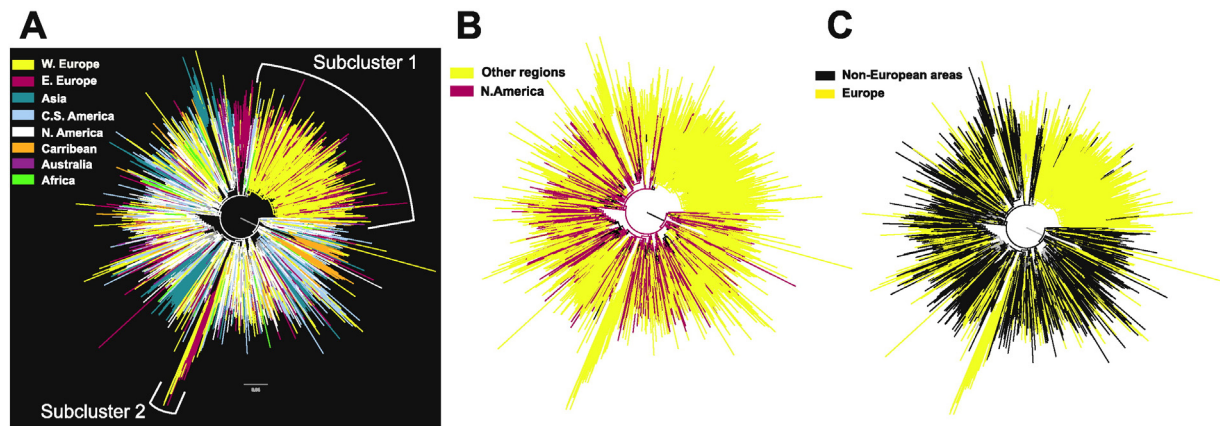 A
W. Europe
E. Europe
Asia
C.S. America
N. America
Carribean
Australia
Africa
Subcluster 1
Subcluster 2
B
Other regions
N.America
C
Non-European areas
Europe